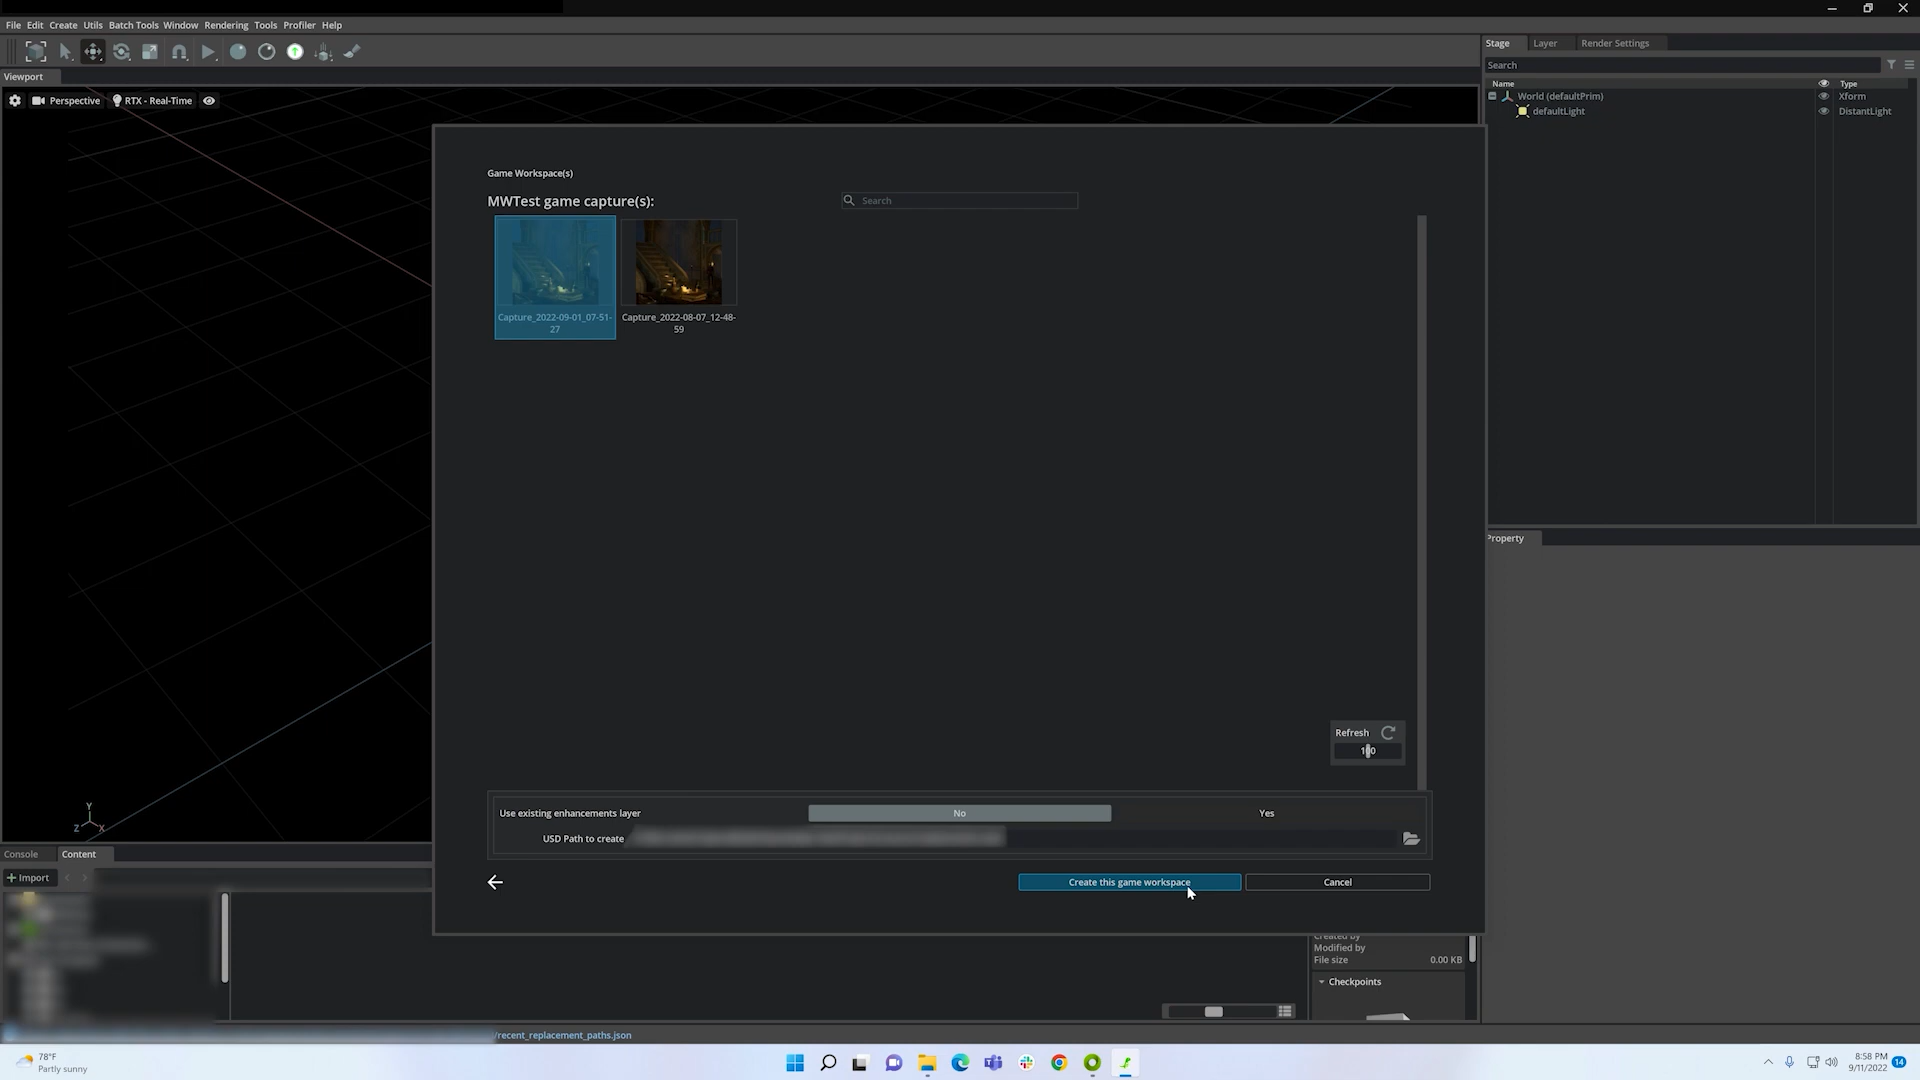 File Edit Create Utils Batch Tools Window Rendering Tools Profiler Help
Viewport
Perspective
RTX - Real-Time
Stage
Layer
Render Settings
Search
Name
Type
World (defaultPrim)
Xform
defaultLight
DistantLight
Game Workspace(s)
MWTest game capture(s):
Search
Capture_2022-09-01_07-51-
27
Capture_2022-08-07_12-48-
59
Property
Refresh
100
Use existing enhancements layer
No
Yes
USD Path to create
Create this game workspace
Cancel
Y
Z
X
Console
Content
+ Import
Created by
Modified by
File size
0.00 KB
Checkpoints
/recent_replacement_paths.json
78°F
Partly sunny
8:58 PM
9/11/2022
14